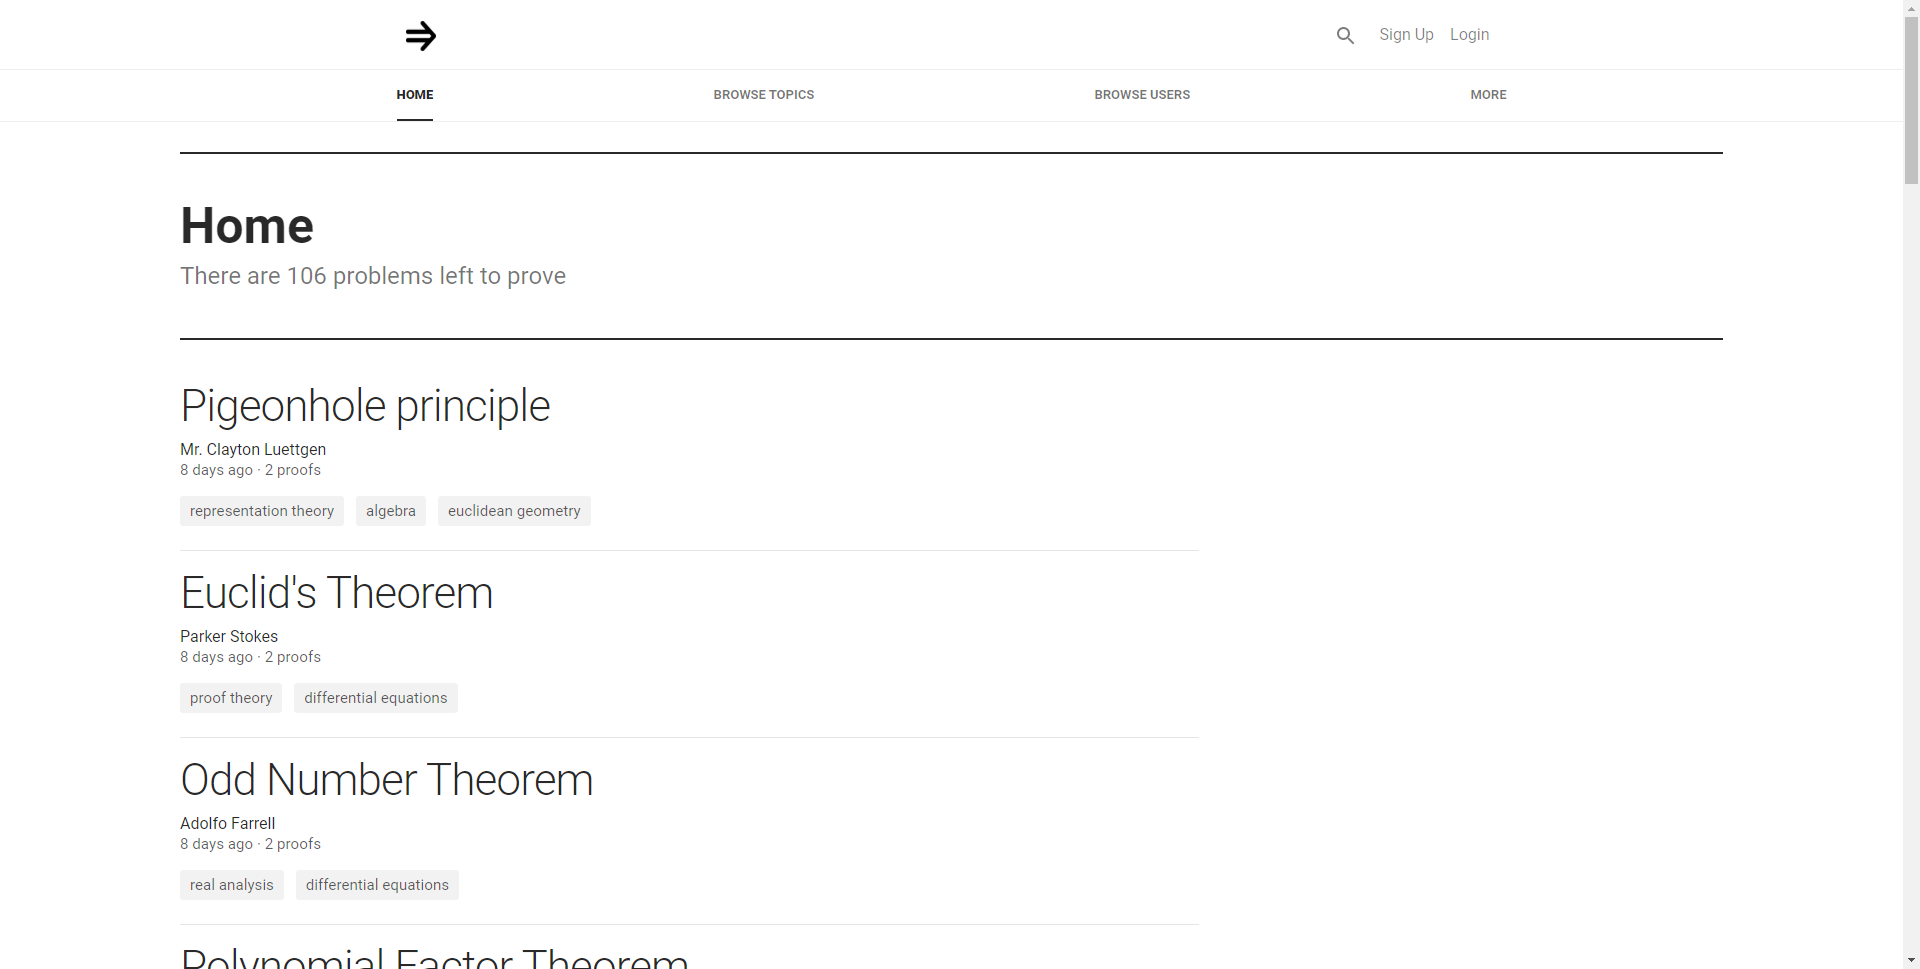 Sign Up Login
HOME BROWSE TOPICS BROWSE USERS MORE
Home
There are 106 problems left to prove
Pigeonhole principle
Mr. Clayton Luettgen
8 days ago · 2 proofs
representation theory algebra euclidean geometry
Euclid's Theorem
Parker Stokes
8 days ago · 2 proofs
proof theory differential equations
Odd Number Theorem
Adolfo Farrell
8 days ago · 2 proofs
real analysis differential equations
Polynomial Factor Theorem